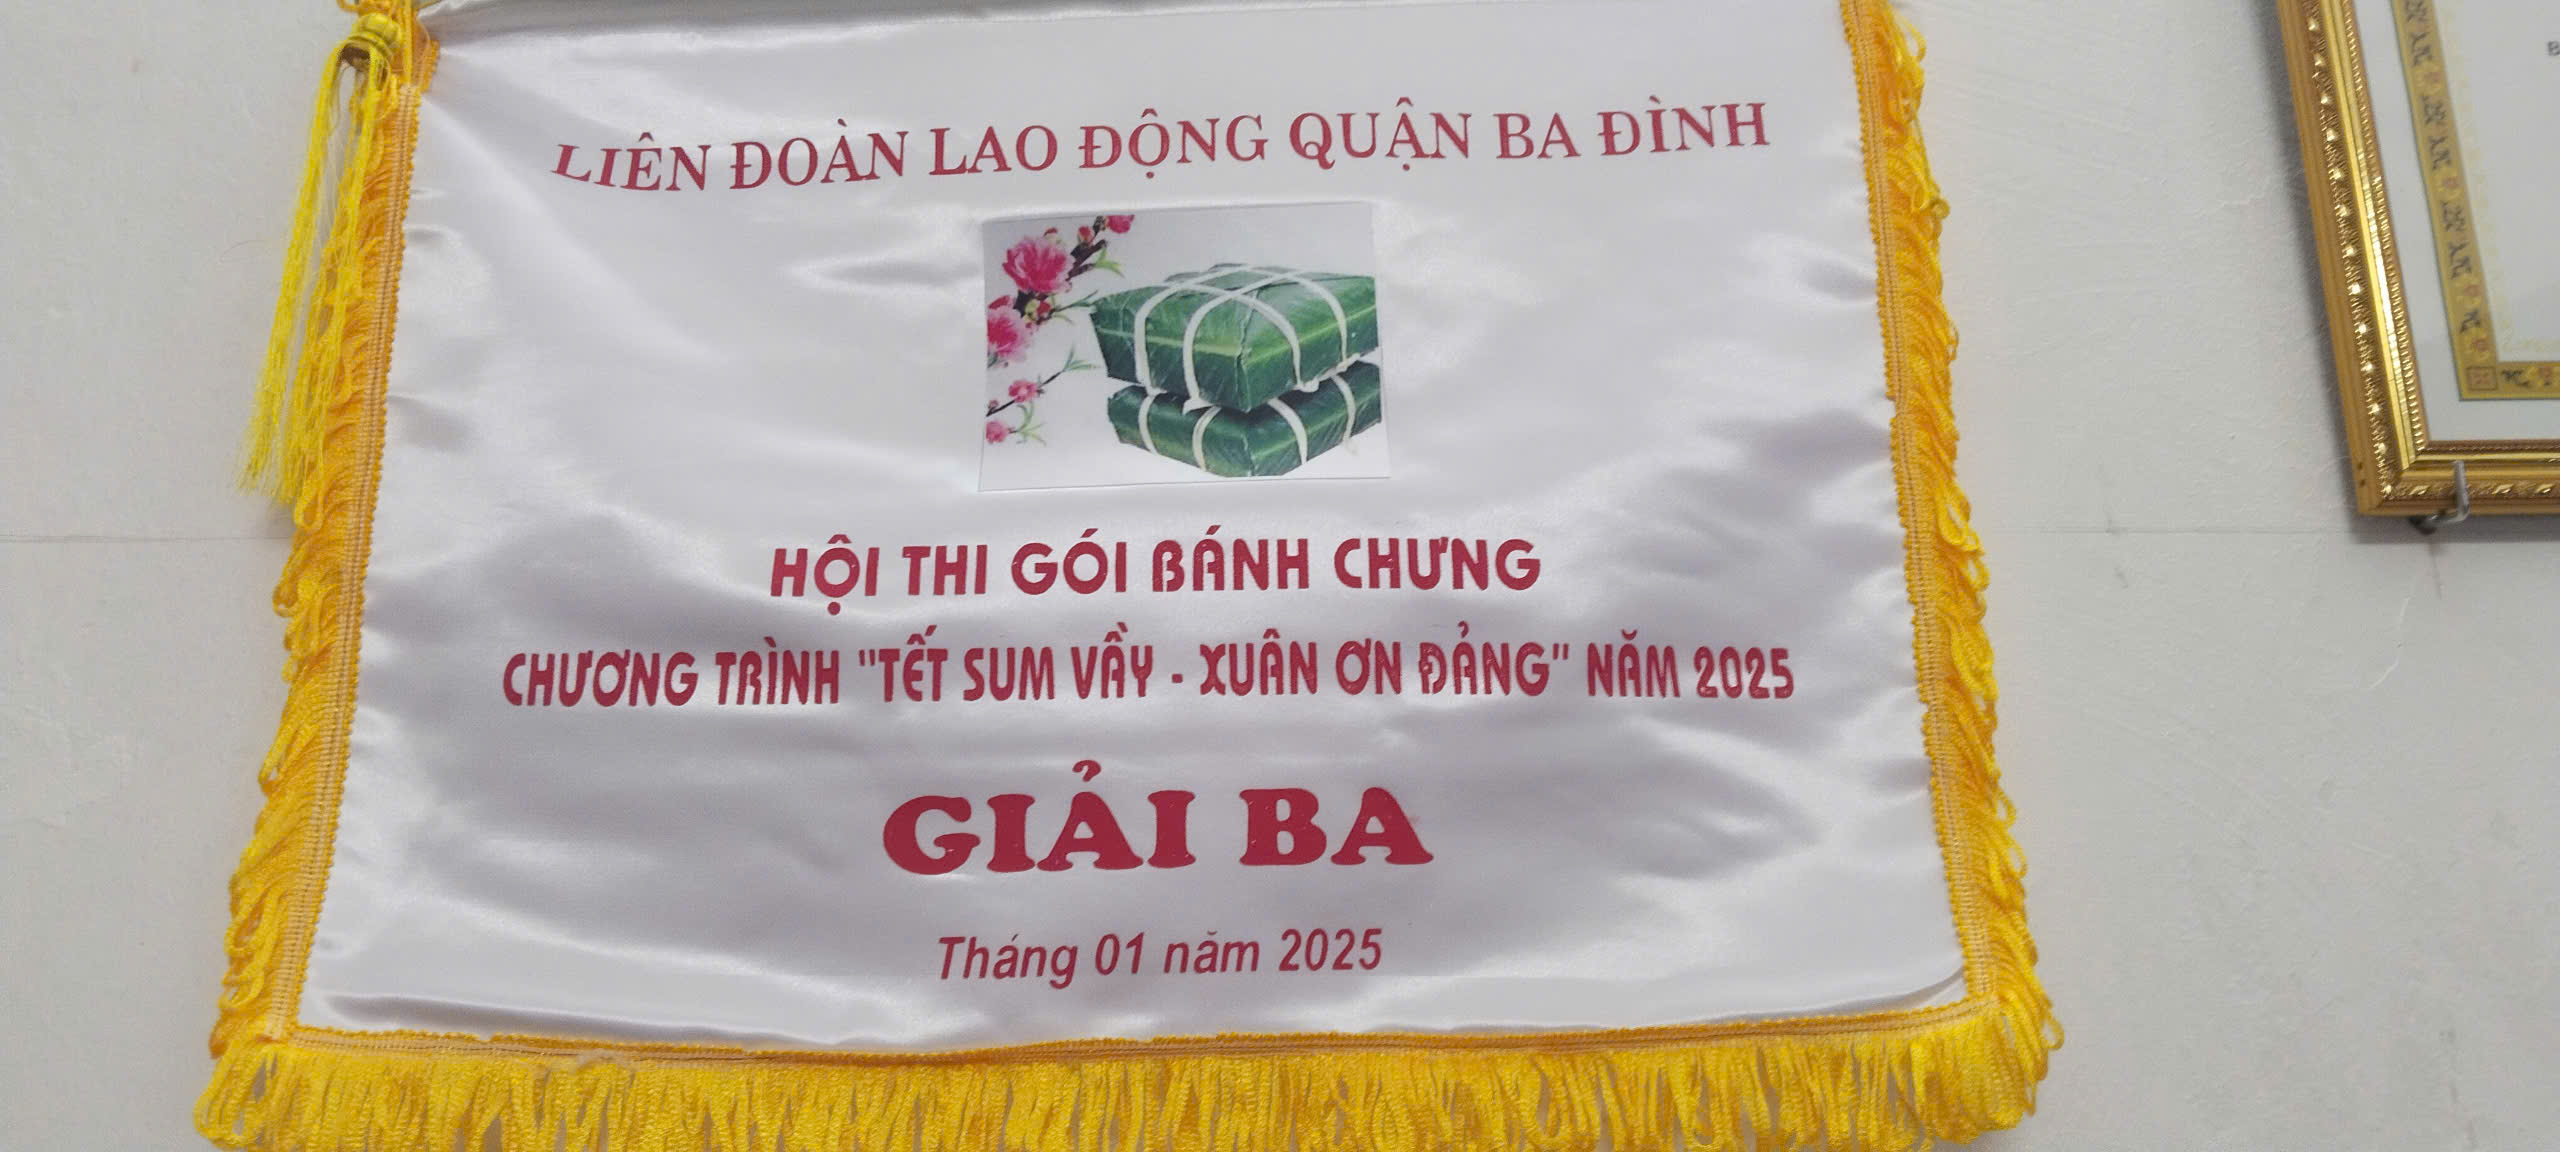 LIÊN ĐOÀN LAO ĐỘNG QUẬN BA ĐÌNH
HỘI THI GÓI BÁNH CHƯNG
CHƯƠNG TRÌNH "TẾT SUM VẦY - XUÂN ƠN ĐẢNG" NĂM 2025
GIẢI BA
Tháng 01 năm 2025